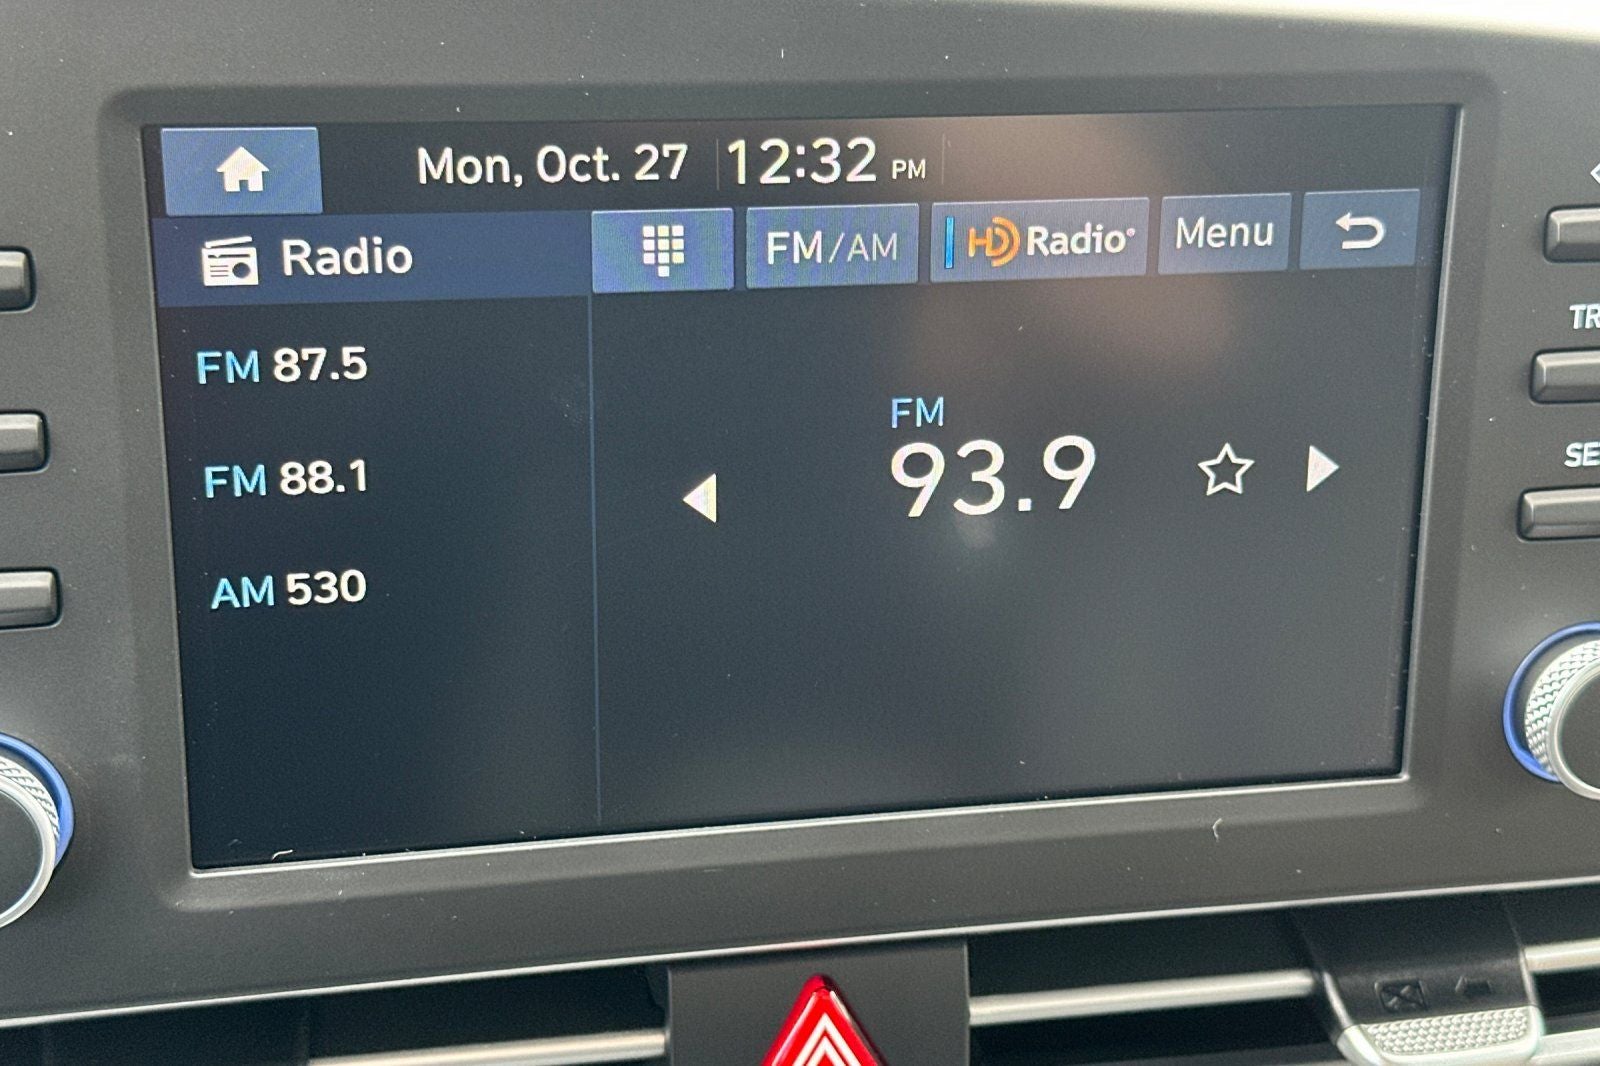 Mon, Oct. 27 12:32 PM
Radio FM/AM HD Radio® Menu
FM 87.5
FM 88.1
AM 530
FM
93.9
TR
SE